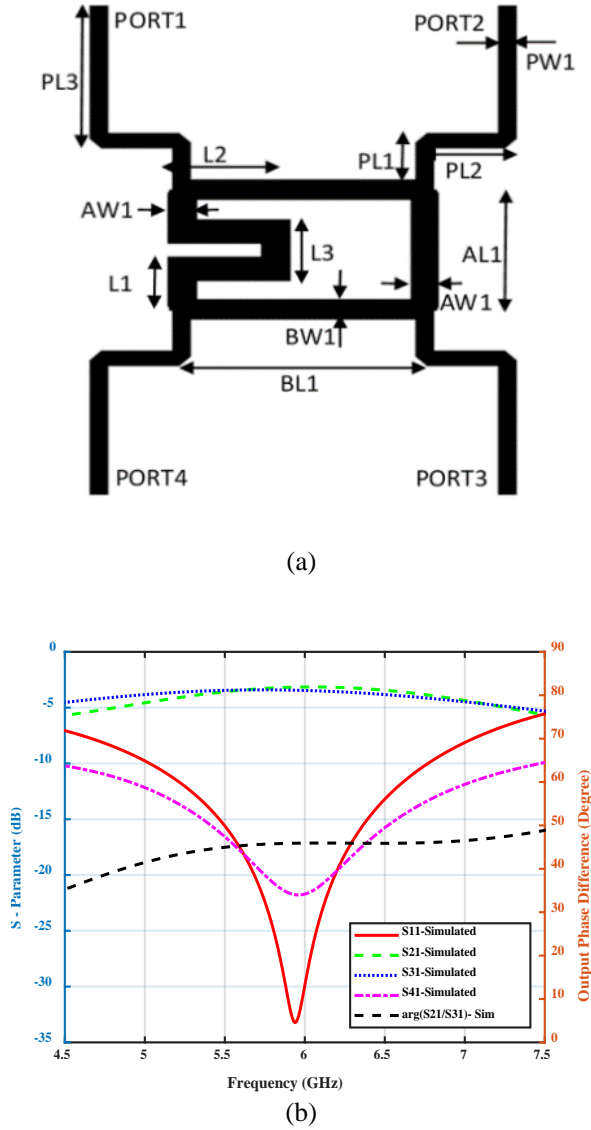 PORT1
PORT2
PL3
PW1
L2
PL1
PL2
AW1
L3
AL1
L1
AW1
BW1
BL1
PORT4
PORT3
(a)
0
-5
-10
-15
-20
-25
-30
-35
S - Parameter (dB)
90
80
70
60
50
40
30
20
10
0
Output Phase Difference (Degree)
S11-Simulated
S21-Simulated
S31-Simulated
S41-Simulated
arg(S21/S31)- Sim
4.5 5 5.5 6 6.5 7 7.5
Frequency (GHz)
(b)